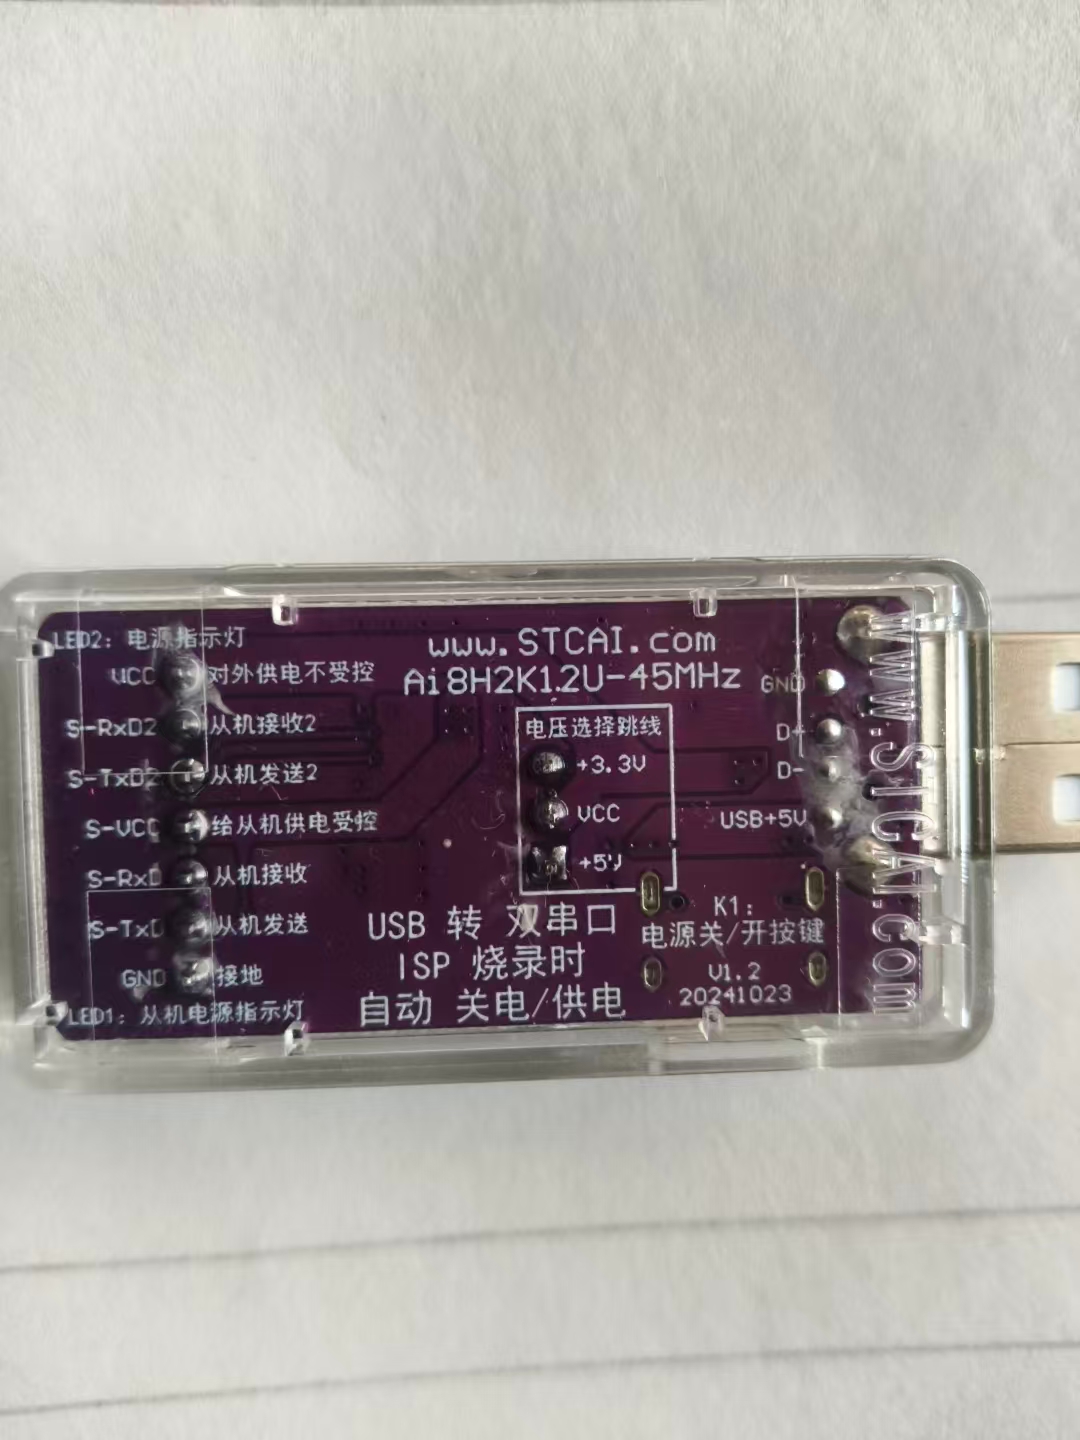 LED2: 电源指示灯
VCC 对外供电不受控
S-RxD2 从机接收2
S-TxD2 从机发送2
S-VCC 给从机供电受控
S-RxD 从机接收
S-TxD 从机发送
GND 接地
LED1: 从机电源指示灯
www.STCAI.com
Ai8H2K12U-45MHz
电压选择跳线
+3.3V
VCC
+5V
USB 转 双串口
ISP 烧录时
自动 关电/供电
GND
D+
D-
USB+5V
K1:
电源关/开按键
V1.2
20241023
www.STCAI.com